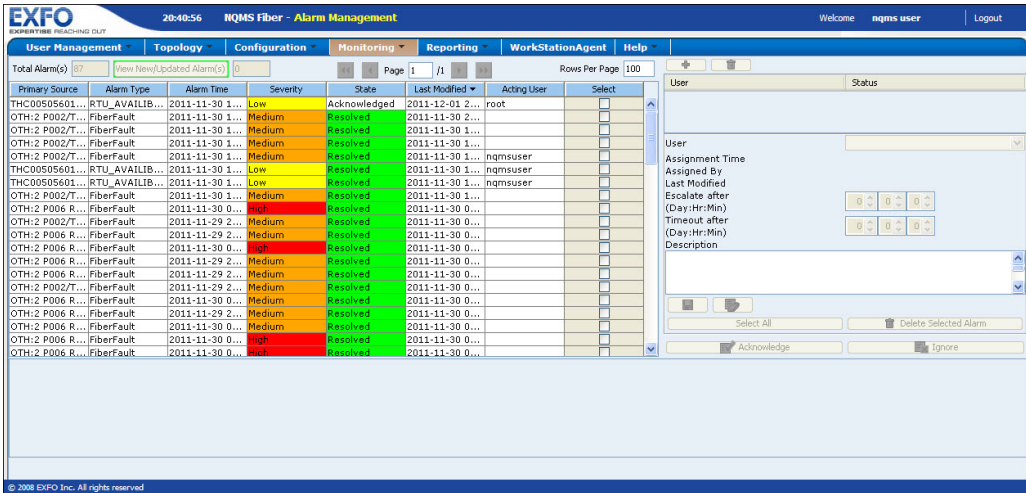 EXFO
EXPERTISE REACHING OUT
20:40:56 NQMS Fiber - Alarm Management Welcome nqms user Logout
User Management Topology Configuration Monitoring Reporting WorkStationAgent Help
Total Alarm(s) 87 View New/Updated Alarm(s) 0 Page 1 /1 Rows Per Page 100
Primary Source Alarm Type Alarm Time Severity State Last Modified Acting User Select
THC00505601... RTU_AVAILIB... 2011-11-30 1... Low Acknowledged 2011-12-01 2... root
OTH:2 P002/T... FiberFault 2011-11-30 1... Medium Resolved 2011-11-30 2...
OTH:2 P002/T... FiberFault 2011-11-30 1... Medium Resolved 2011-11-30 1...
OTH:2 P002/T... FiberFault 2011-11-30 1... Medium Resolved 2011-11-30 1...
OTH:2 P002/T... FiberFault 2011-11-30 1... Medium Resolved 2011-11-30 1... nqmsuser
THC00505601... RTU_AVAILIB... 2011-11-30 1... Low Resolved 2011-11-30 1... nqmsuser
THC00505601... RTU_AVAILIB... 2011-11-30 1... Low Resolved 2011-11-30 1... nqmsuser
OTH:2 P002/T... FiberFault 2011-11-30 1... Medium Resolved 2011-11-30 1...
OTH:2 P006 R... FiberFault 2011-11-30 0... High Resolved 2011-11-30 0...
OTH:2 P002/T... FiberFault 2011-11-30 0... Medium Resolved 2011-11-30 0...
OTH:2 P006 R... FiberFault 2011-11-29 2... Medium Resolved 2011-11-30 0...
OTH:2 P006 R... FiberFault 2011-11-30 0... High Resolved 2011-11-30 0...
OTH:2 P006 R... FiberFault 2011-11-29 2... Medium Resolved 2011-11-30 0...
OTH:2 P006 R... FiberFault 2011-11-29 2... Medium Resolved 2011-11-30 0...
OTH:2 P002/T... FiberFault 2011-11-29 2... Medium Resolved 2011-11-30 0...
OTH:2 P006 R... FiberFault 2011-11-30 0... Medium Resolved 2011-11-30 0...
OTH:2 P006 R... FiberFault 2011-11-29 2... Medium Resolved 2011-11-30 0...
OTH:2 P006 R... FiberFault 2011-11-30 0... Medium Resolved 2011-11-30 0...
OTH:2 P006 R... FiberFault 2011-11-30 0... High Resolved 2011-11-30 0...
OTH:2 P006 R... FiberFault 2011-11-30 0... High Resolved 2011-11-30 0...
User Status
User
Assignment Time
Assigned By
Last Modified
Escalate after
(Day:Hr:Min) 0 0 0
Timeout after
(Day:Hr:Min) 0 0 0
Description
Select All Delete Selected Alarm
Acknowledge Ignore
© 2008 EXFO Inc. All rights reserved